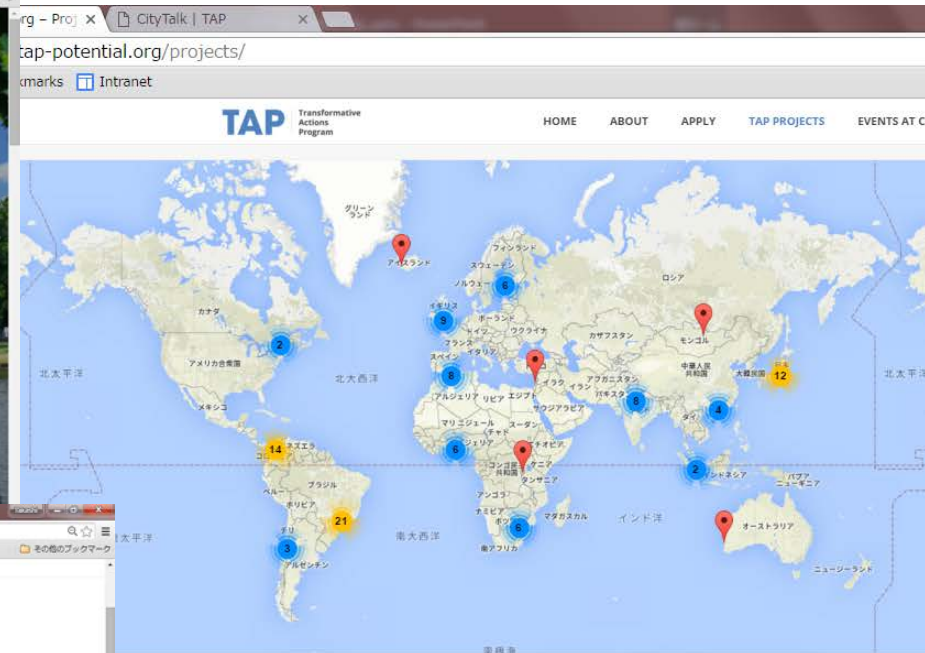 rg – Proj
CityTalk | TAP
tap-potential.org/projects/
kmarks
Intranet
TAP
Transformative
Actions
Program
HOME
ABOUT
APPLY
TAP PROJECTS
EVENTS AT C
グリーン
ランド
アイスランド
フィンランド
スウェーデン
ノルウェー
ロシア
6
イギリス
9
ポーランド
ドイツ
ウクライナ
フランス
スペイン
イタリア
カザフスタン
モンゴル
カナダ
2
アメリカ合衆国
北太平洋
北大西洋
8
中華人民
共和国
大韓民国
日本
12
北太平
イラク
イラン
アフガニスタン
パキスタ
8
アルジェリア
リビア
エジプト
サウジアラビア
メキシコ
マリ
ニジェール
スーダン
チャド
タイ
4
14
ネズエラ
コ
6
ジェリア
エチオピア
コンゴ民
共和国
ケニア
タンザニア
2
ンドネシア
パプア
ニューギニア
ペルー
ブラジル
ボリビア
アンゴラ
21
ナミビア
ボツ
6
マダガスカル
インド洋
オーストラリア
チリ
3
アルゼンチン
南大西洋
南アフリカ
ニュージーランド
太平洋
南極海
その他のブックマーク